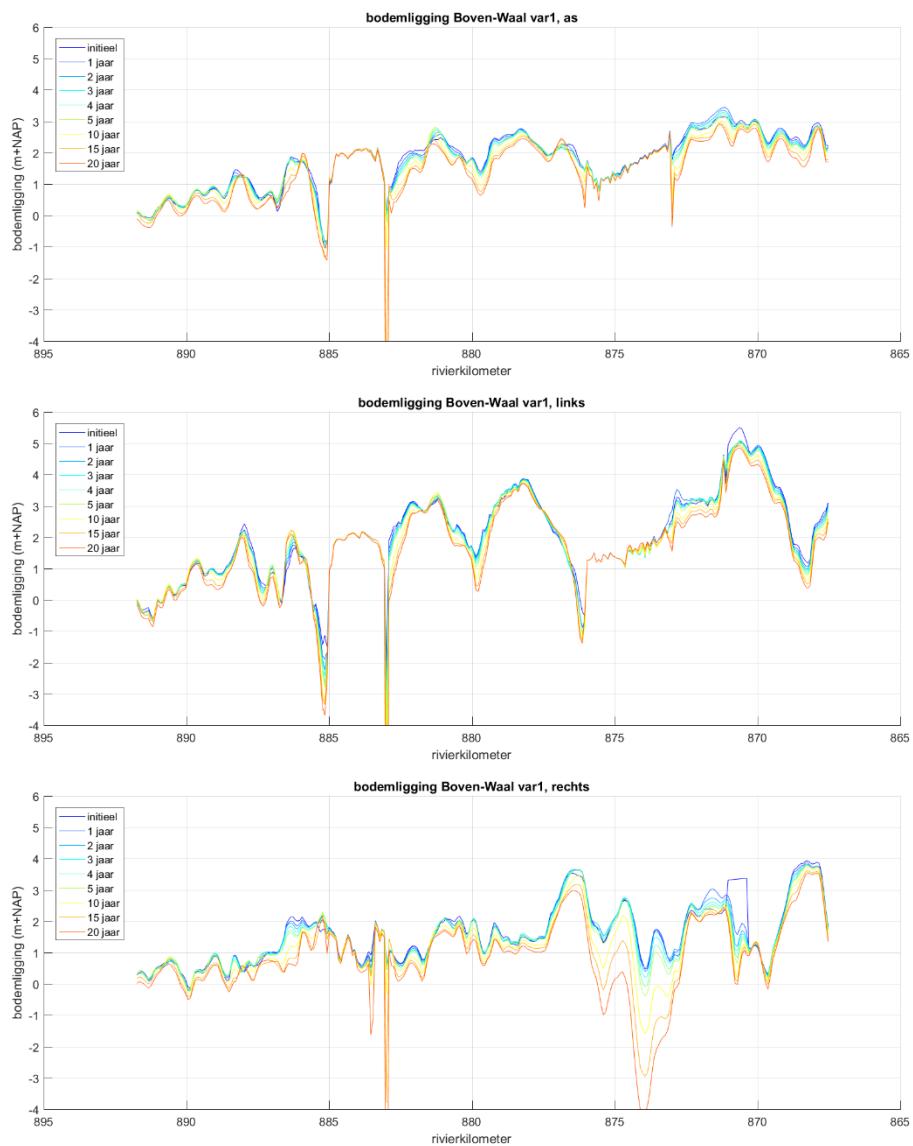 bodemligging Boven-Waal var1, as
6
5
4
3
2
1
0
-1
-2
-3
-4
bodemligging (m+NAP)
initieel
1 jaar
2 jaar
3 jaar
4 jaar
5 jaar
10 jaar
15 jaar
20 jaar
895 890 885 880 875 870 865
rivierkilometer
bodemligging Boven-Waal var1, links
6
5
4
3
2
1
0
-1
-2
-3
-4
bodemligging (m+NAP)
initieel
1 jaar
2 jaar
3 jaar
4 jaar
5 jaar
10 jaar
15 jaar
20 jaar
895 890 885 880 875 870 865
rivierkilometer
bodemligging Boven-Waal var1, rechts
6
5
4
3
2
1
0
-1
-2
-3
-4
bodemligging (m+NAP)
initieel
1 jaar
2 jaar
3 jaar
4 jaar
5 jaar
10 jaar
15 jaar
20 jaar
895 890 885 880 875 870 865
rivierkilometer